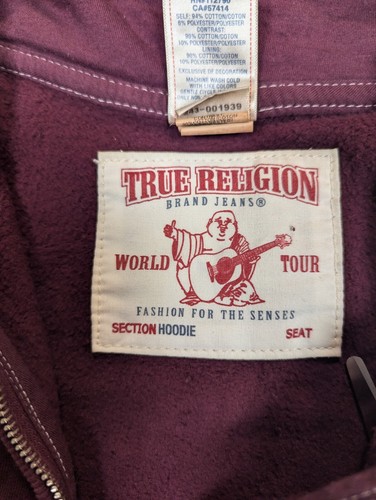 CA#57414
SELF: 94% COTTON/COTON
6% POLYESTER/POLYESTER
CONTRAST:
90% COTTON/COTON
10% POLYESTER/POLYESTER
LINING:
90% COTTON/COTON
10% POLYESTER/POLYESTER
EXCLUSIVE OF DECORATION
MACHINE WASH COLD
WITH LIKE COLORS
-001939
TRUE RELIGION
BRAND JEANS®
WORLD TOUR
FASHION FOR THE SENSES
SECTION HOODIE SEAT